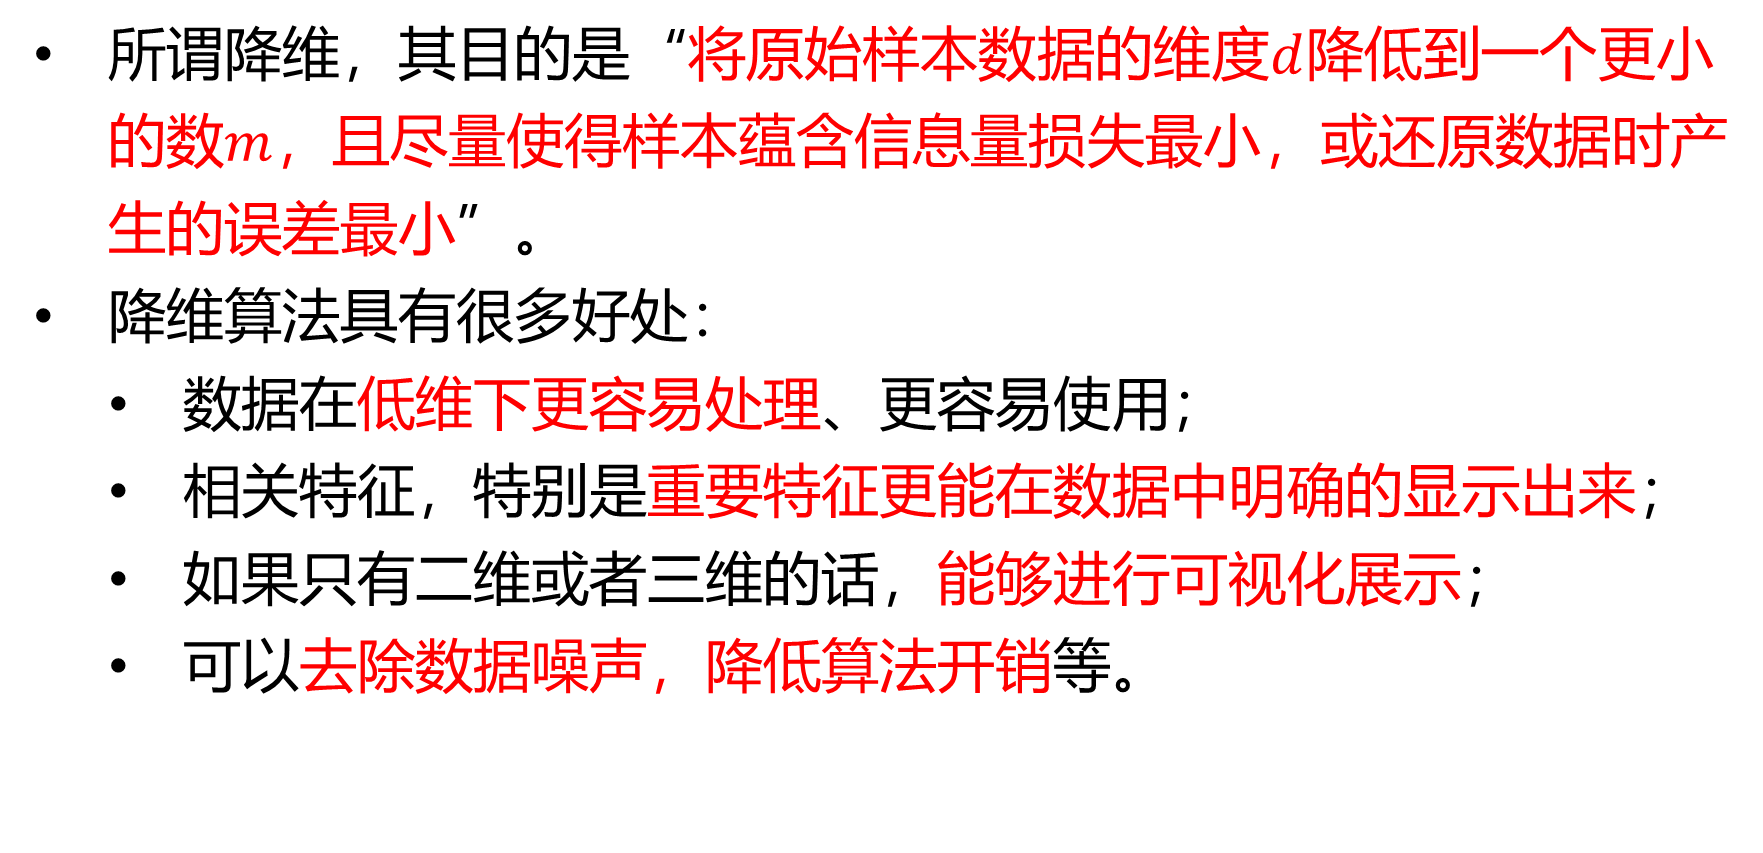 • 所谓降维，其目的是“将原始样本数据的维度d降低到一个更小
的数m，且尽量使得样本蕴含信息量损失最小，或还原数据时产
生的误差最小”。
• 降维算法具有很多好处：
• 数据在低维下更容易处理、更容易使用；
• 相关特征，特别是重要特征更能在数据中明确的显示出来；
• 如果只有二维或者三维的话，能够进行可视化展示；
• 可以去除数据噪声，降低算法开销等。